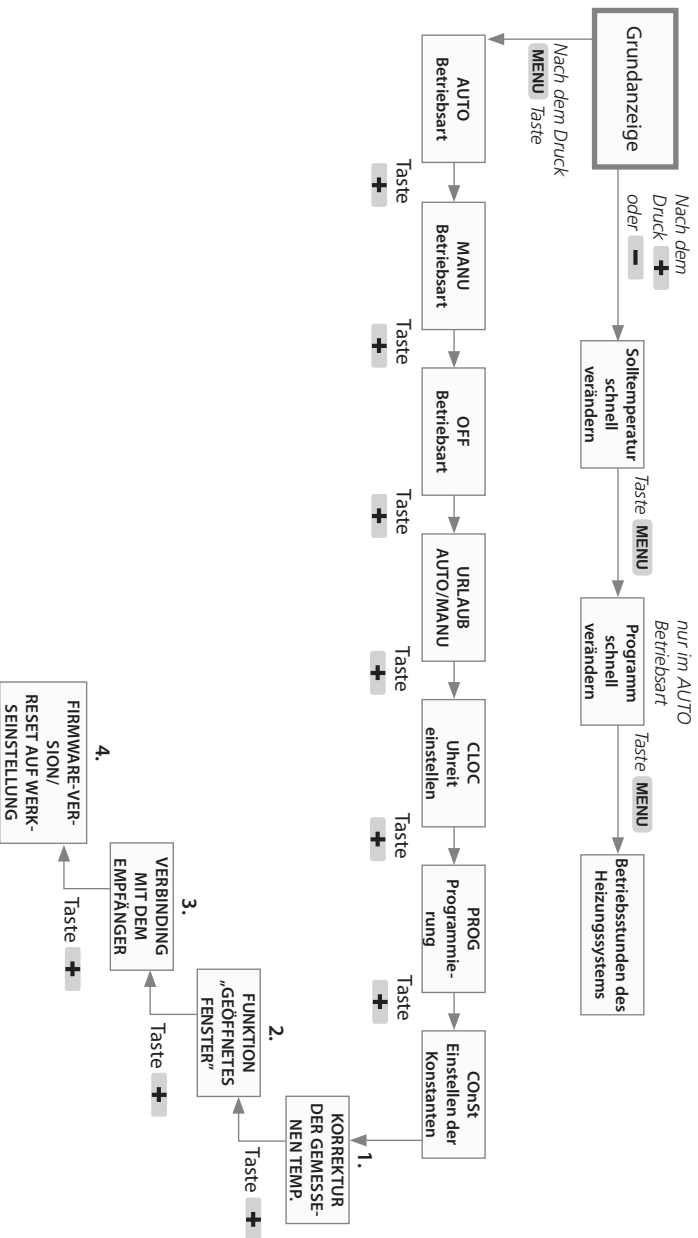 Grundanzeige
Nach dem
Druck +
oder −
Solltemperatur
schnell
verändern
Taste MENU
nur im AUTO
Betriebsart
Programm
schnell
verändern
Taste MENU
Betriebsstunden des
Heizungssystems
Nach dem Druck
MENU Taste
AUTO
Betriebsart
Taste
+
MANU
Betriebsart
Taste
+
OFF
Betriebsart
Taste
+
URLAUB
AUTO/MANU
Taste
+
CLOC
Uhreit
einstellen
Taste
+
PROG
Programmie-
rung
Taste
+
COnSt
Einstellen der
Konstanten
1.
KORREKTUR
DER GEMESSE-
NEN TEMP.
Taste +
2.
FUNKTION
„GEÖFFNETES
FENSTER”
Taste +
3.
VERBINDING
MIT DEM
EMPFÄNGER
Taste +
4.
FIRMWARE-VER-
SION/
RESET AUF WERK-
SEINSTELLUNG